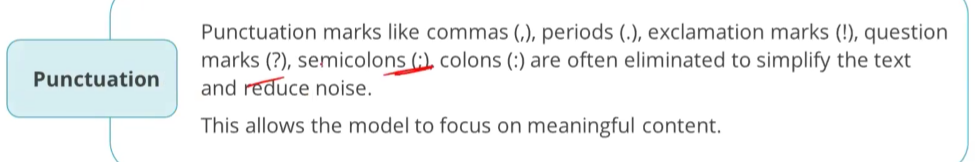 Punctuation
Punctuation marks like commas (,), periods (.), exclamation marks (!), question
marks (?), semicolons (;), colons (:) are often eliminated to simplify the text
and reduce noise.
This allows the model to focus on meaningful content.